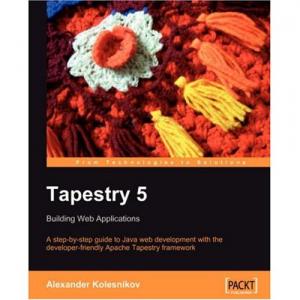 From Technologies to Solutions
Tapestry 5
Building Web Applications
A step-by-step guide to Java web development with the
developer-friendly Apache Tapestry framework
Alexander Kolesnikov
PACKT
PUBLISHING